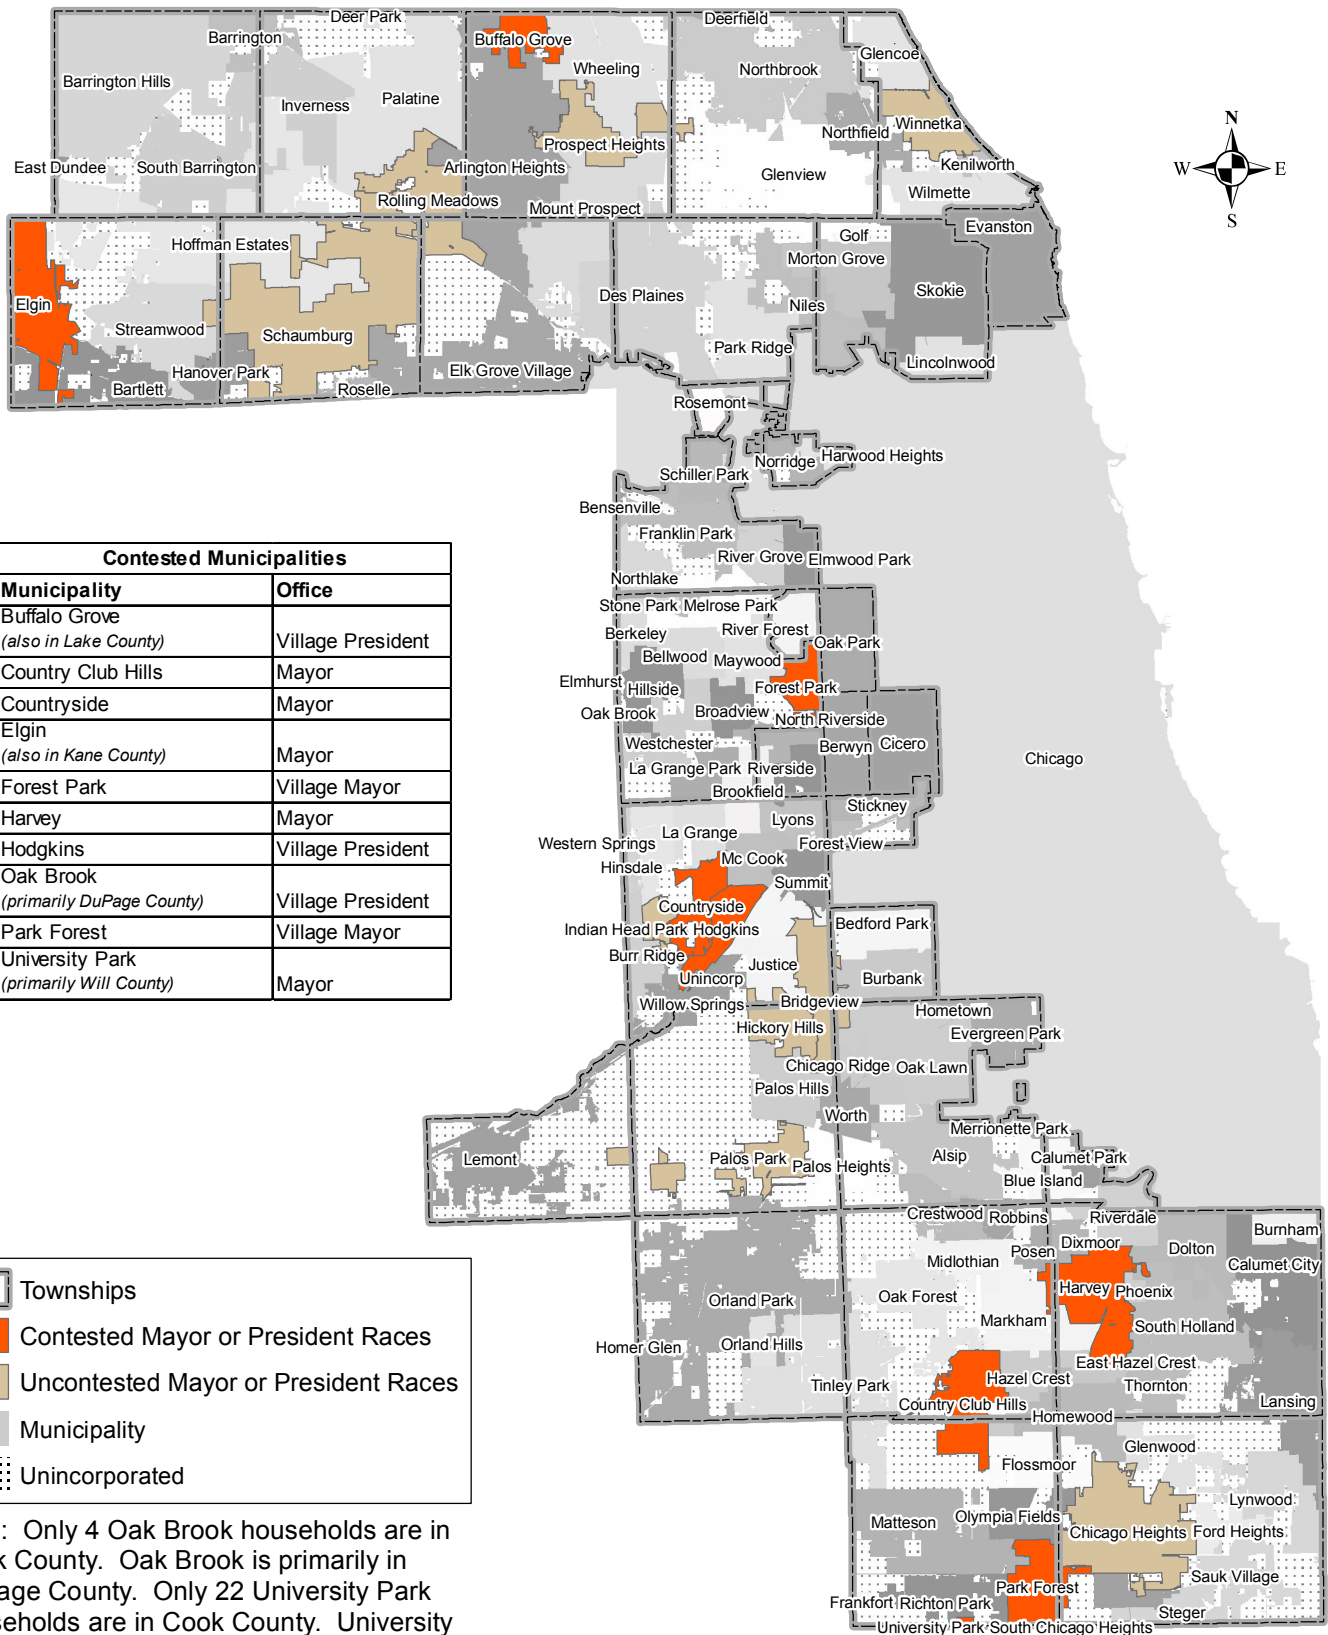 Deer Park
Deerfield
Barrington
Buffalo Grove
Glencoe
Barrington Hills
Wheeling
Northbrook
Inverness
Palatine
Winnetka
Northfield
Prospect Heights
East Dundee
South Barrington
Arlington Heights
Kenilworth
Glenview
Wilmette
Rolling Meadows
Mount Prospect
N
W
E
S
Evanston
Golf
Hoffman Estates
Morton Grove
Skokie
Des Plaines
Elgin
Niles
Streamwood
Schaumburg
Park Ridge
Lincolnwood
Hanover Park
Elk Grove Village
Bartlett
Roselle
Rosemont
Norridge
Harwood Heights
Schiller Park
Bensenville
Franklin Park
River Grove
Elmwood Park
Northlake
Stone Park
Melrose Park
River Forest
Berkeley
Oak Park
Bellwood
Maywood
Elmhurst
Hillside
Forest Park
Oak Brook
Broadview
North Riverside
Westchester
Berwyn
Cicero
La Grange Park
Riverside
Chicago
Brookfield
Stickney
Lyons
La Grange
Western Springs
Forest View
Mc Cook
Hinsdale
Summit
Countryside
Bedford Park
Indian Head Park
Hodgkins
Burr Ridge
Justice
Unincorp
Burbank
Willow Springs
Bridgeview
Hometown
Hickory Hills
Evergreen Park
Chicago Ridge
Oak Lawn
Palos Hills
Worth
Merrionette Park
Lemont
Palos Park
Palos Heights
Alsip
Calumet Park
Blue Island
Crestwood
Robbins
Riverdale
Burnham
Dixmoor
Posen
Dolton
Midlothian
Calumet City
Orland Park
Oak Forest
Harvey
Phoenix
Markham
South Holland
Homer Glen
Orland Hills
East Hazel Crest
Hazel Crest
Tinley Park
Thornton
Country Club Hills
Lansing
Homewood
Glenwood
Flossmoor
Lynwood
Matteson
Olympia Fields
Chicago Heights
Ford Heights
Park Forest
Sauk Village
Frankfort
Richton Park
Steger
University Park
South Chicago Heights
Contested Municipalities
Municipality Office
Buffalo Grove
(also in Lake County) Village President
Country Club Hills Mayor
Countryside Mayor
Elgin
(also in Kane County) Mayor
Forest Park Village Mayor
Harvey Mayor
Hodgkins Village President
Oak Brook
(primarily DuPage County) Village President
Park Forest Village Mayor
University Park
(primarily Will County) Mayor
Townships
Contested Mayor or President Races
Uncontested Mayor or President Races
Municipality
Unincorporated
: Only 4 Oak Brook households are in
k County. Oak Brook is primarily in
age County. Only 22 University Park
seholds are in Cook County. University